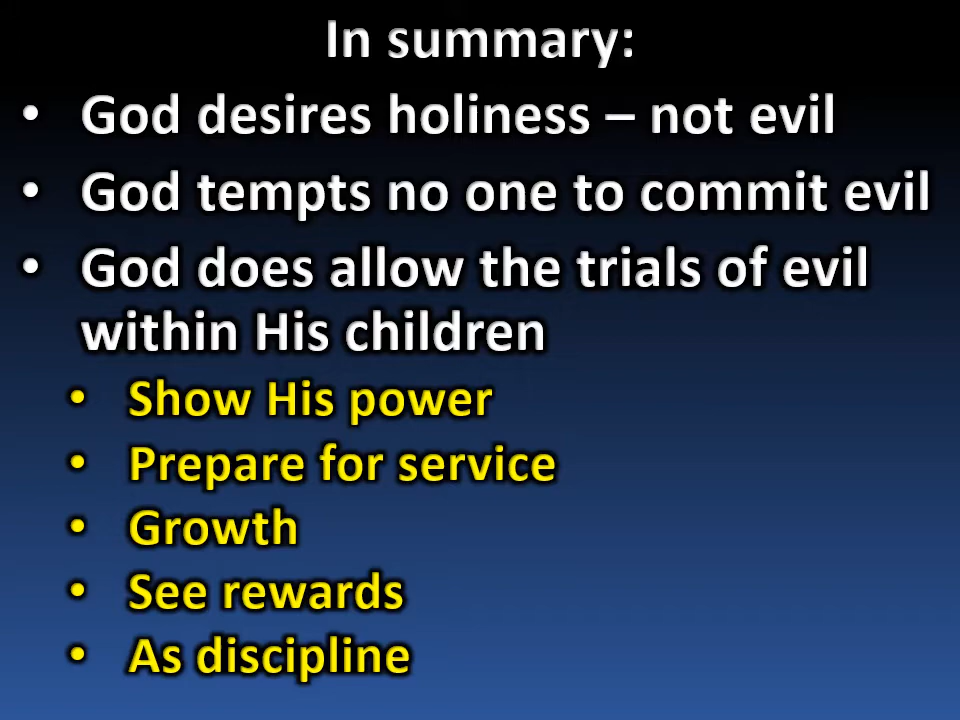 In summary:
• God desires holiness – not evil
• God tempts no one to commit evil
• God does allow the trials of evil
within His children
• Show His power
• Prepare for service
• Growth
• See rewards
• As discipline